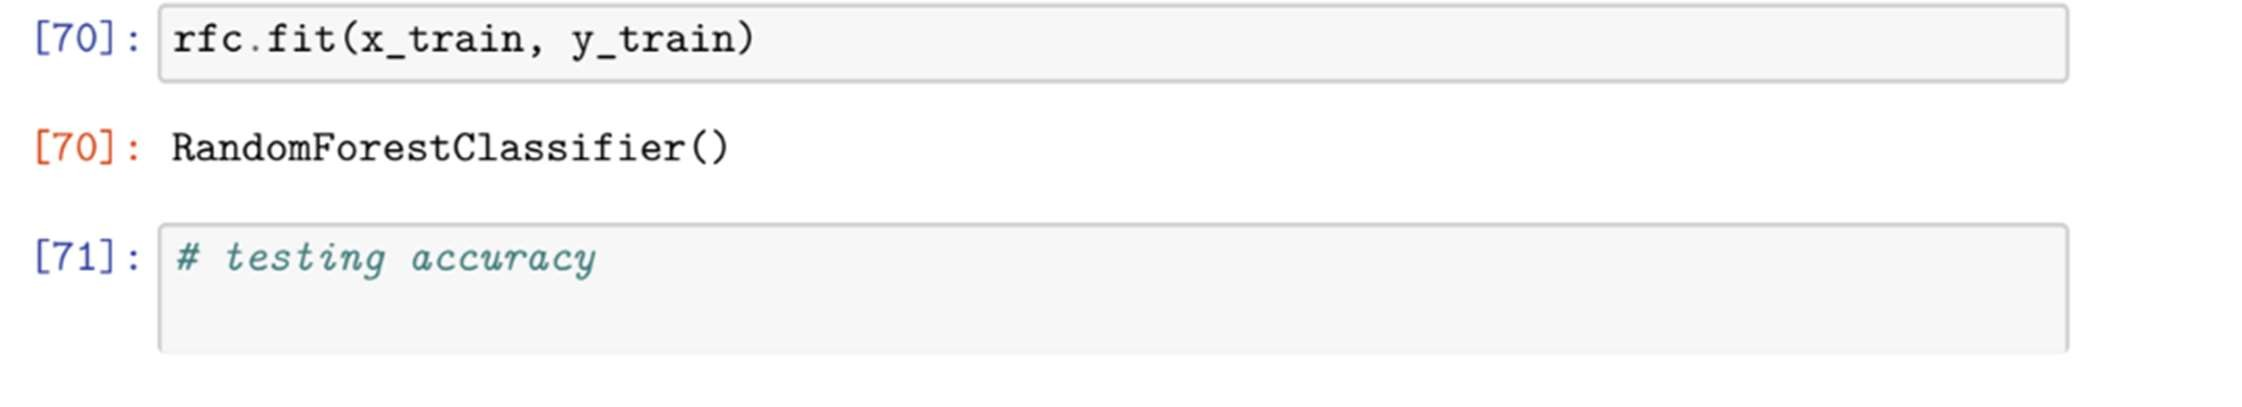 [70]: rfc.fit(x_train, y_train)
[70]: RandomForestClassifier()
[71]: # testing accuracy